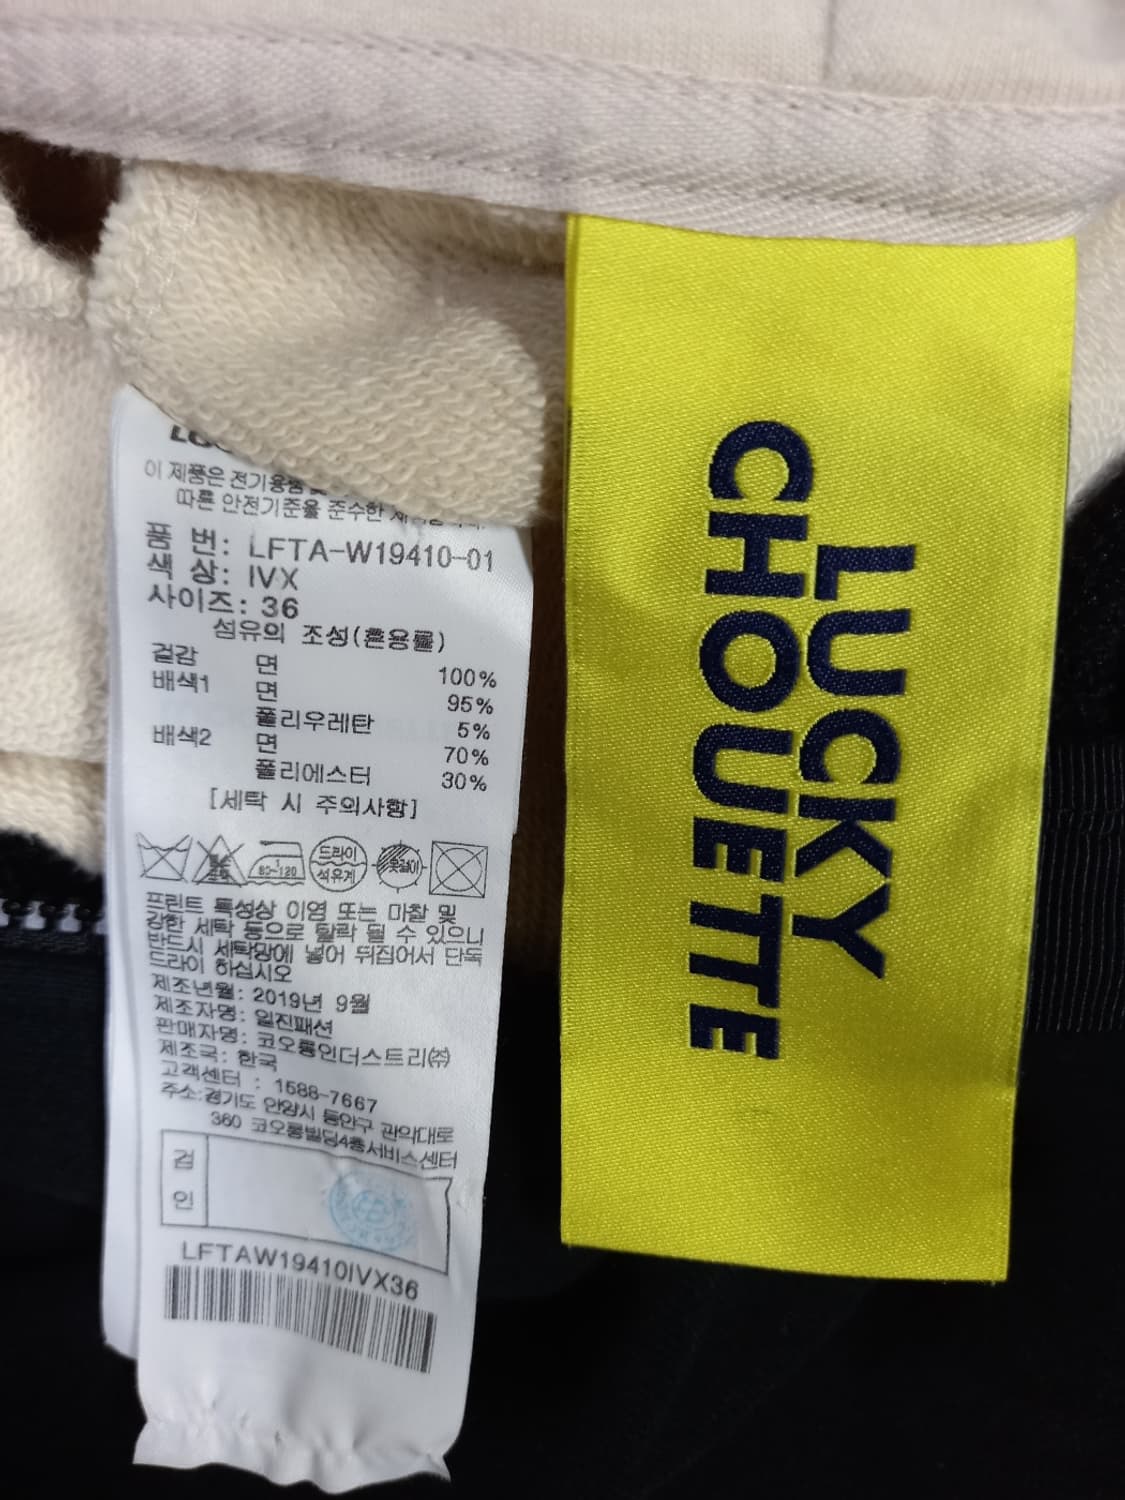 이 제품은 전기용품및
따른 안전기준을 준수한
품 번: LFTA-W19410-01
색 상: IVX
사이즈: 36
섬유의 조성(혼용률)
겉감 면 100%
배색1 면 95%
폴리우레탄 5%
배색2 면 70%
폴리에스터 30%
[세탁 시 주의사항]
80~120
드라이
석유계
옷걸이
프린트 특성상 이염 또는 마찰 및
강한 세탁 등으로 탈락 될 수 있으니
반드시 세탁망에 넣어 뒤집어서 단독
드라이 하십시오
제조년월: 2019년 9월
제조자명: 일진패션
판매자명: 코오롱인더스트리㈜
제조국: 한국
고객센터 : 1588-7667
주소:경기도 안양시 동안구 관악대로
360 코오롱빌딩4층서비스센터
검
인
LFTAW19410IVX36
LUCKY
CHOUETTE